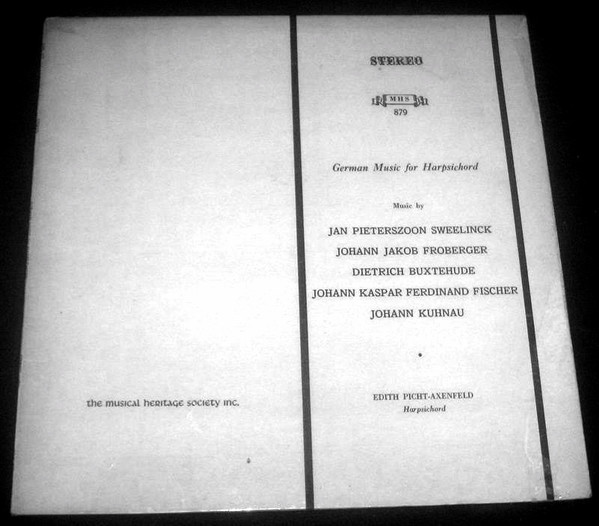 STEREO
MHS
879
German Music for Harpsichord
Music by
JAN PIETERSZOON SWEELINCK
JOHANN JAKOB FROBERGER
DIETRICH BUXTEHUDE
JOHANN KASPAR FERDINAND FISCHER
JOHANN KUHNAU
EDITH PICHT-AXENFELD
Harpsichord
the musical heritage society inc.